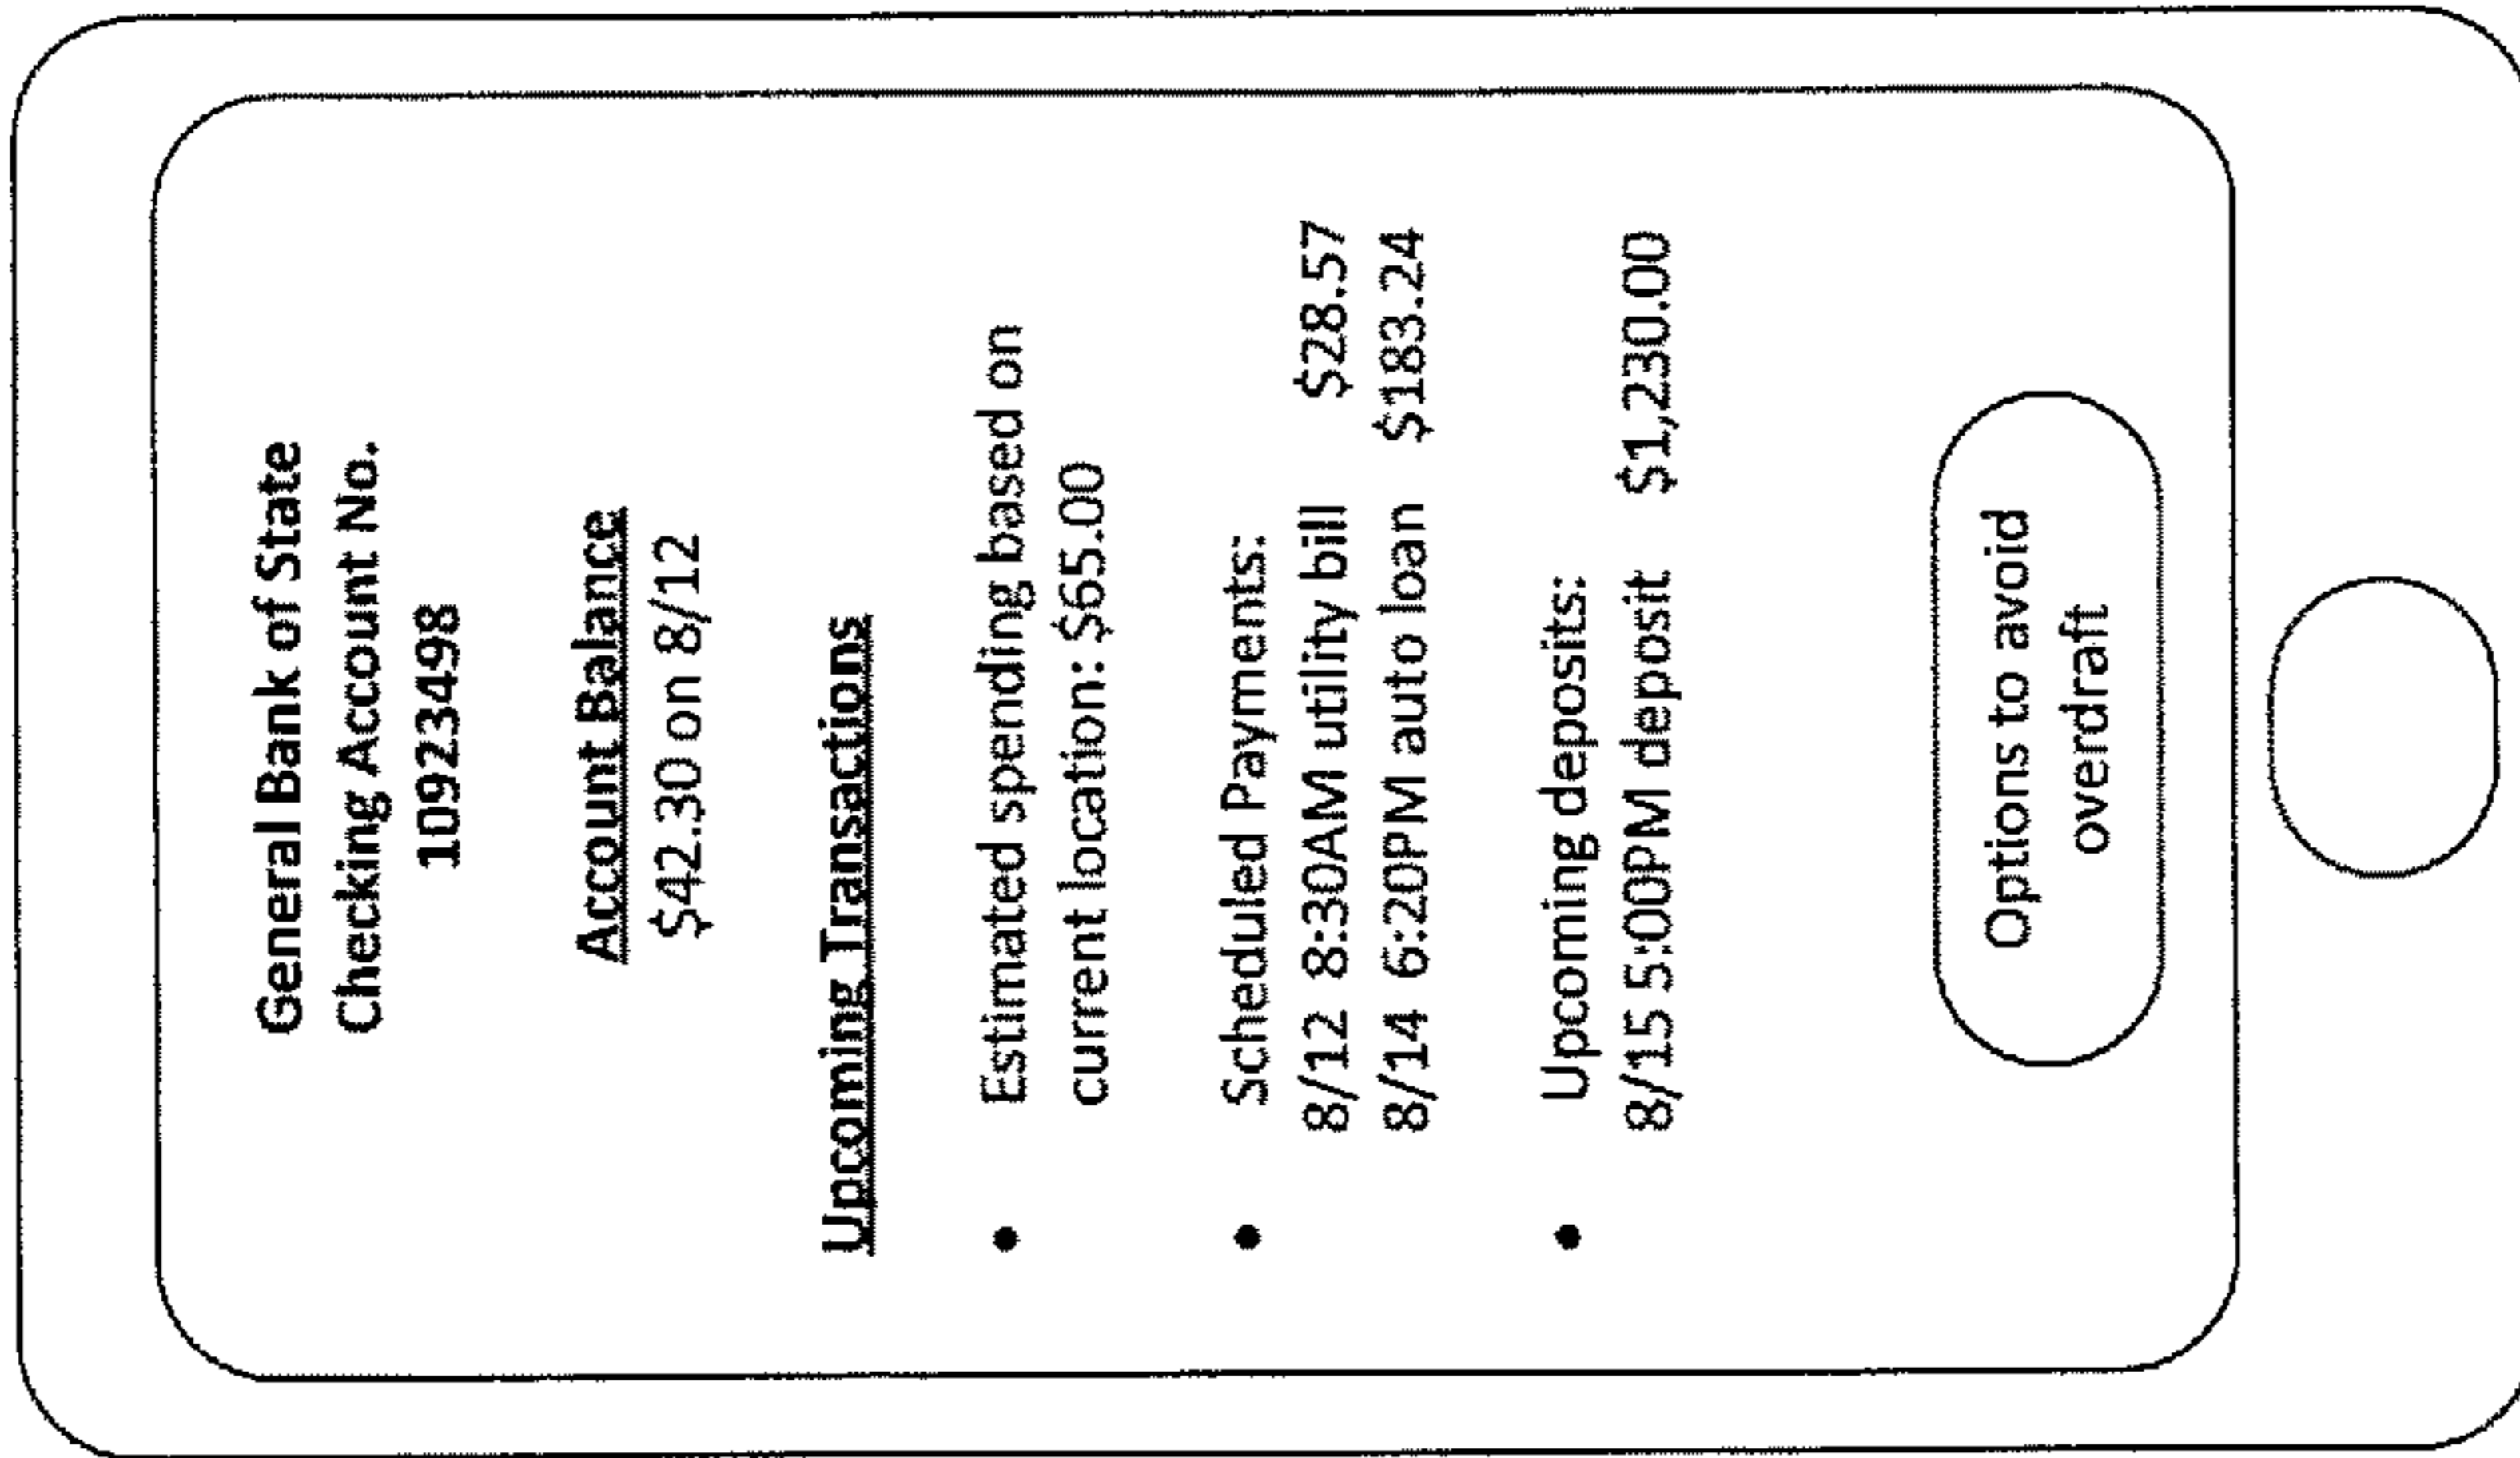 General Bank of State
Checking Account No.
10923498
Account Balance
$42.30 on 8/12
Upcoming Transactions
• Estimated spending based on
current location: $65.00
• Scheduled Payments:
8/12 8:30AM utility bill $28.57
8/14 6:20PM auto loan $183.24
• Upcoming deposits:
8/15 5:00PM deposit $1,230.00
Options to avoid
overdraft